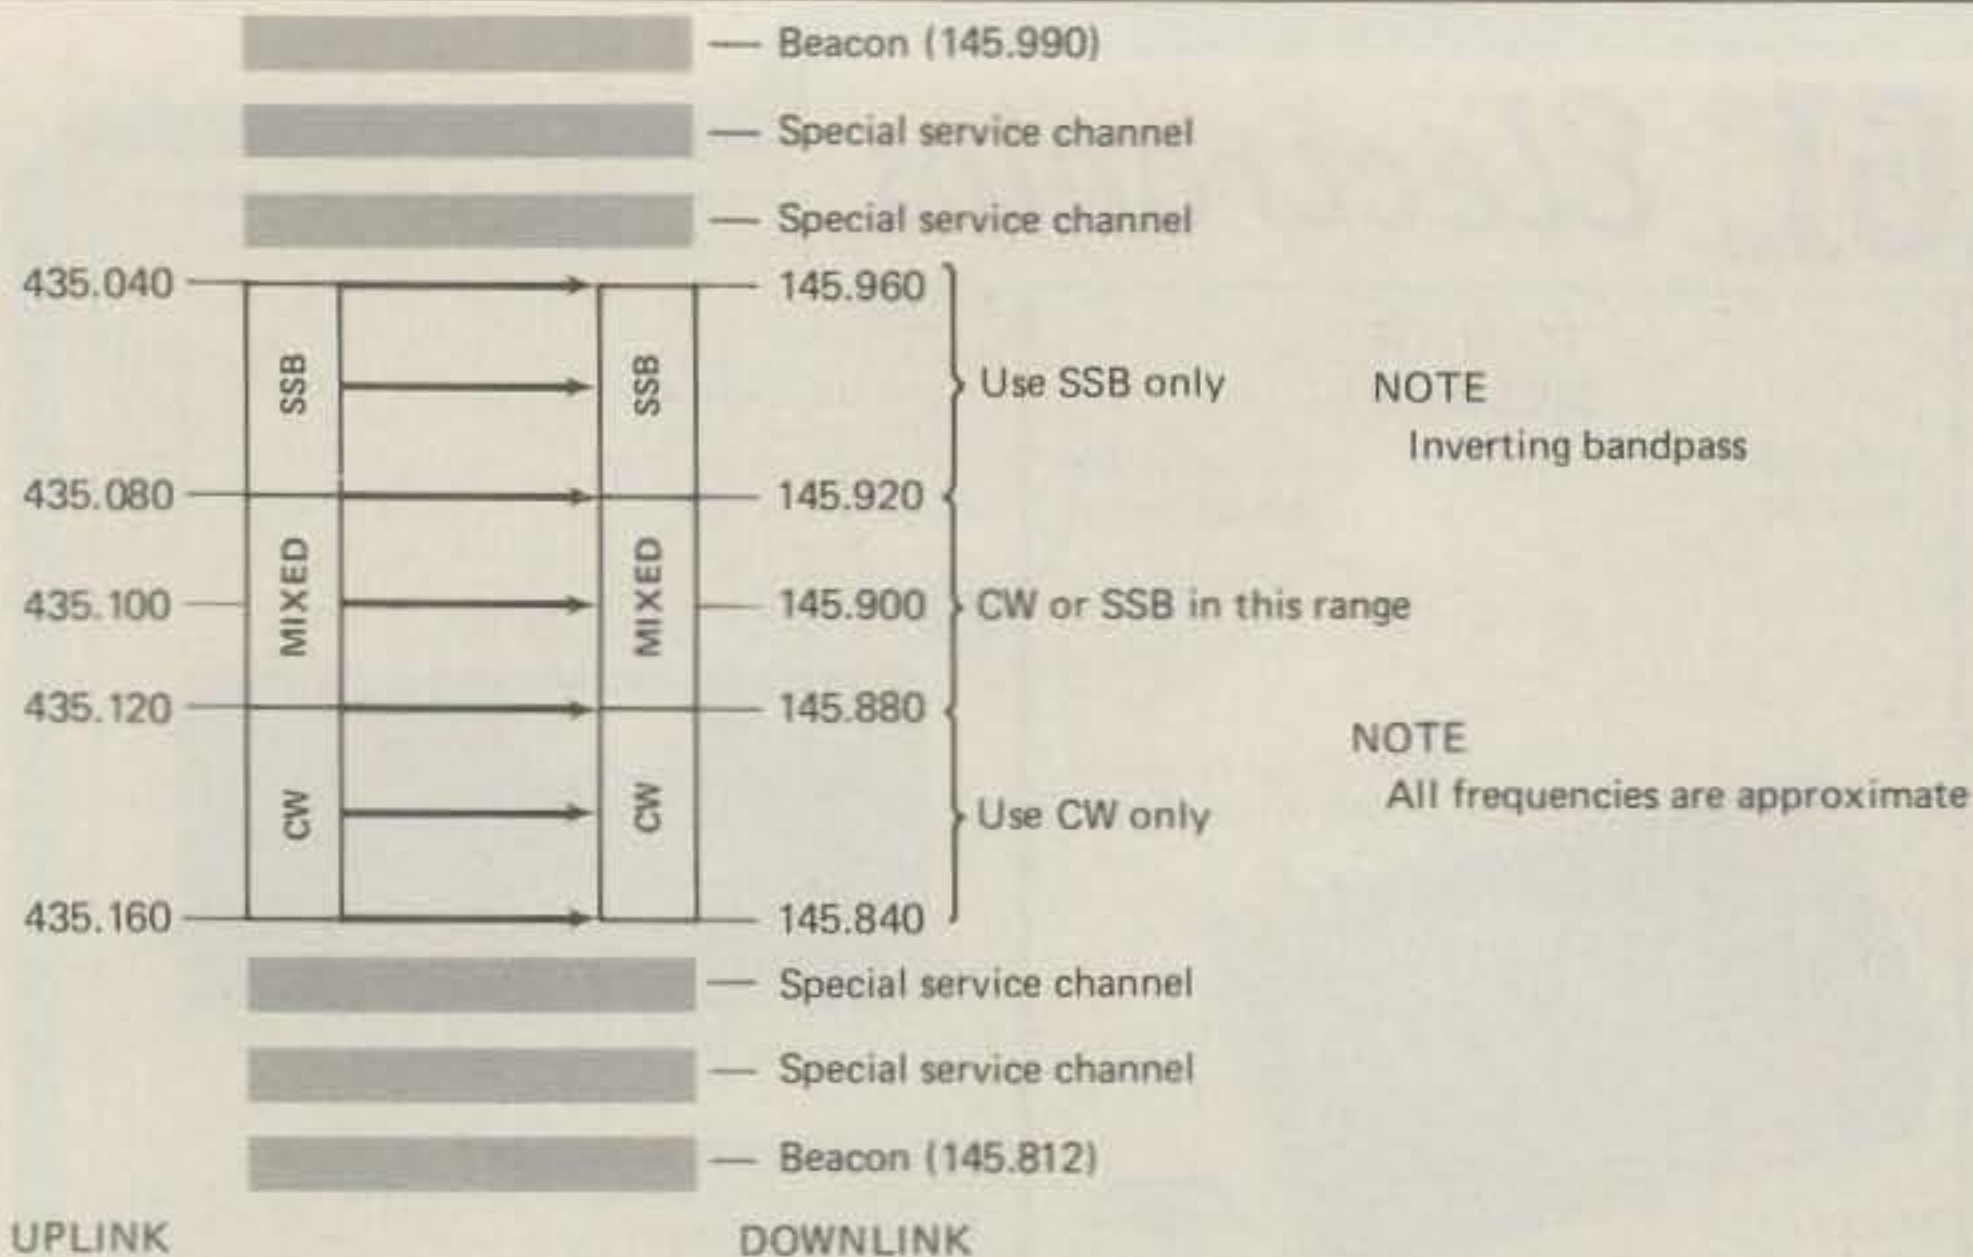 Beacon (145.990)
Special service channel
Special service channel
435.040
145.960
SSB
SSB
Use SSB only
NOTE
Inverting bandpass
435.080
145.920
MIXED
MIXED
435.100
145.900
CW or SSB in this range
435.120
145.880
NOTE
All frequencies are approximate
CW
CW
Use CW only
435.160
145.840
Special service channel
Special service channel
Beacon (145.812)
UPLINK
DOWNLINK